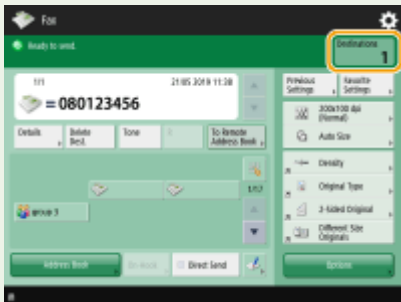 Fax
Ready to send.
Destinations
1
1/1
21/05 2019 11:38
= 080123456
Previous Settings
Favorite Settings
Details
Delete Dest.
Tone
R
To Remote Address Book
200x100 dpi (Normal)
Auto Size
Density
Original Type
2-Sided Original
Different Size Originals
group 3
Address Book
On-Hook
Direct Send
Options